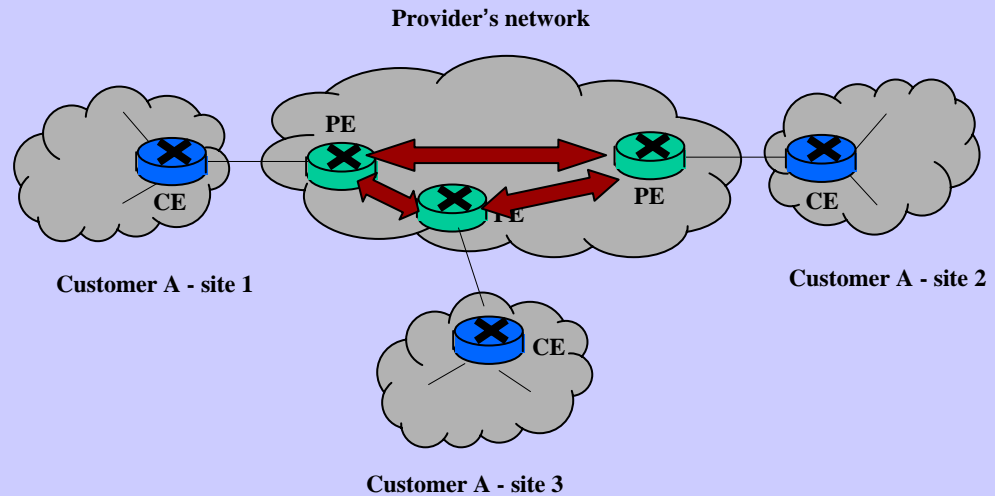 Provider's network
PE
CE
PE
PE
CE
Customer A - site 1
Customer A - site 2
CE
Customer A - site 3